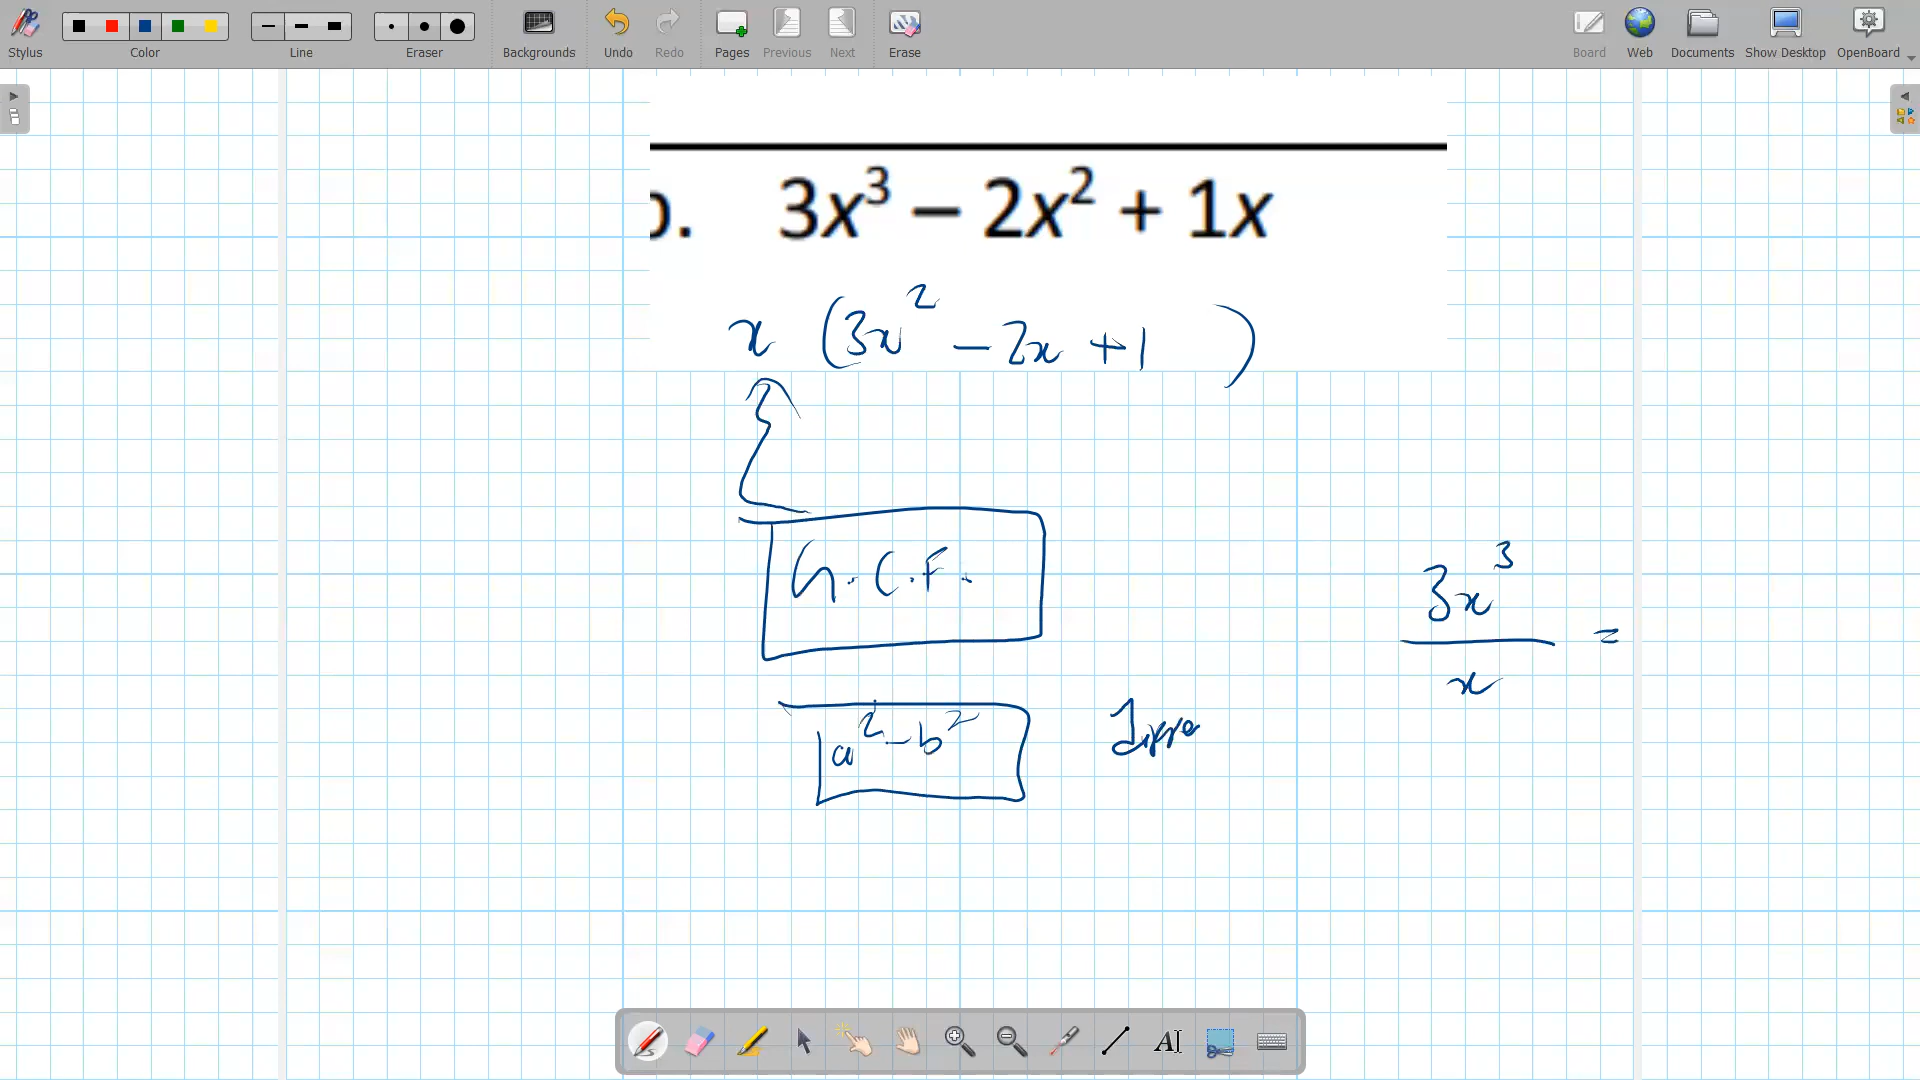 Stylus Color Line Eraser Backgrounds Undo Redo Pages Previous Next Erase Board Web Documents Show Desktop OpenBoard
3x³ – 2x² + 1x
x (3x² - 2x + 1 )
G.C.F.
3x³
=
x
a² - b²
AI